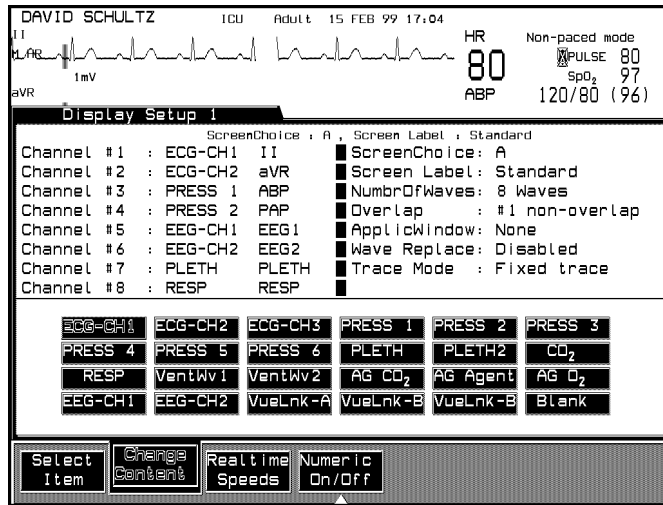 DAVID SCHULTZ ICU Adult 15 FEB 99 17:04
II
M AR
1mV
aVR
HR
80
ABP
Non-paced mode
PULSE 80
SpO₂ 97
120/80 (96)
Display Setup 1
ScreenChoice : A , Screen Label : Standard
Channel #1 : ECG-CH1 II
Channel #2 : ECG-CH2 aVR
Channel #3 : PRESS 1 ABP
Channel #4 : PRESS 2 PAP
Channel #5 : EEG-CH1 EEG1
Channel #6 : EEG-CH2 EEG2
Channel #7 : PLETH PLETH
Channel #8 : RESP RESP
ScreenChoice: A
Screen Label: Standard
NumbrOfWaves: 8 Waves
Overlap : #1 non-overlap
ApplicWindow: None
Wave Replace: Disabled
Trace Mode : Fixed trace
ECG-CH1 ECG-CH2 ECG-CH3 PRESS 1 PRESS 2 PRESS 3
PRESS 4 PRESS 5 PRESS 6 PLETH PLETH2 CO₂
RESP VentWv1 VentWv2 AG CO₂ AG Agent AG O₂
EEG-CH1 EEG-CH2 VueLnk-A VueLnk-B VueLnk-B Blank
Select Item
Change Content
Realtime Speeds
Numeric On/Off